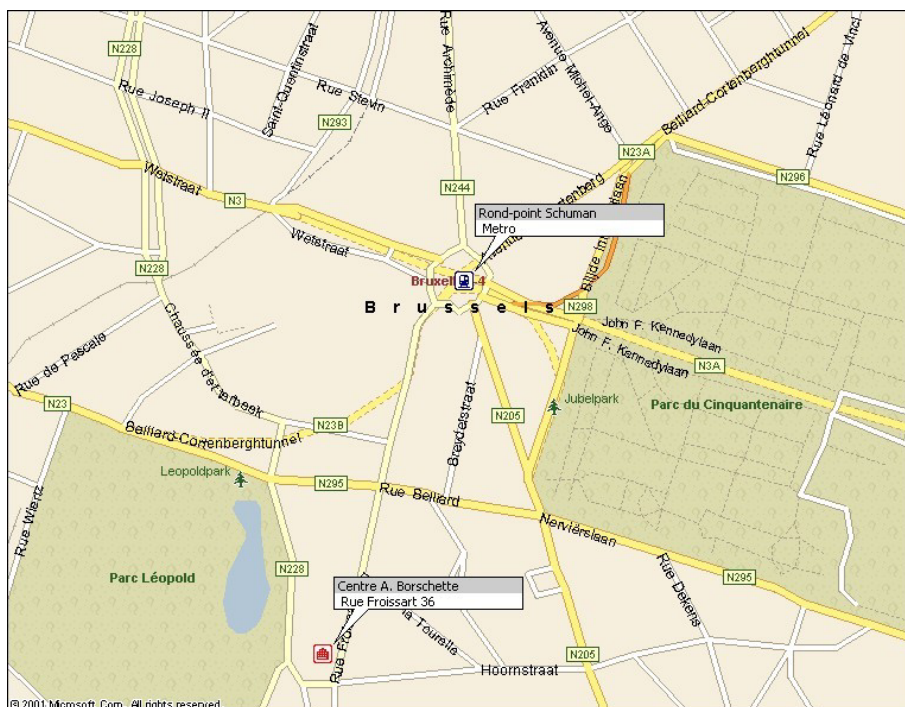 N228
Rue Joseph II
Saint-Quentinstraat
Rue Stevin
N293
Rue Archimède
Rue Franklin
Avenue Michel-Ange
Belliard-Cortenberghtunnel
Rue Léonard de Vinci
N23A
N296
Wetstraat
N3
N244
Rond-point Schuman
Metro
Wetstraat
N228
Brussels
N298
John F. Kennedylaan
John F. Kennedylaan
N3A
Rue de Pascale
N23
N23B
Breydelstraat
N205
Jubelpark
Parc du Cinquantenaire
Belliard-Cortenberghtunnel
Leopoldpark
N295
Rue Belliard
Nerviërslaan
Rue Wiertz
Parc Léopold
N228
Centre A. Borschette
Rue Froissart 36
N295
Rue Dekens
Hoornstraat
N205
© 2001 Microsoft Corp. All rights reserved.